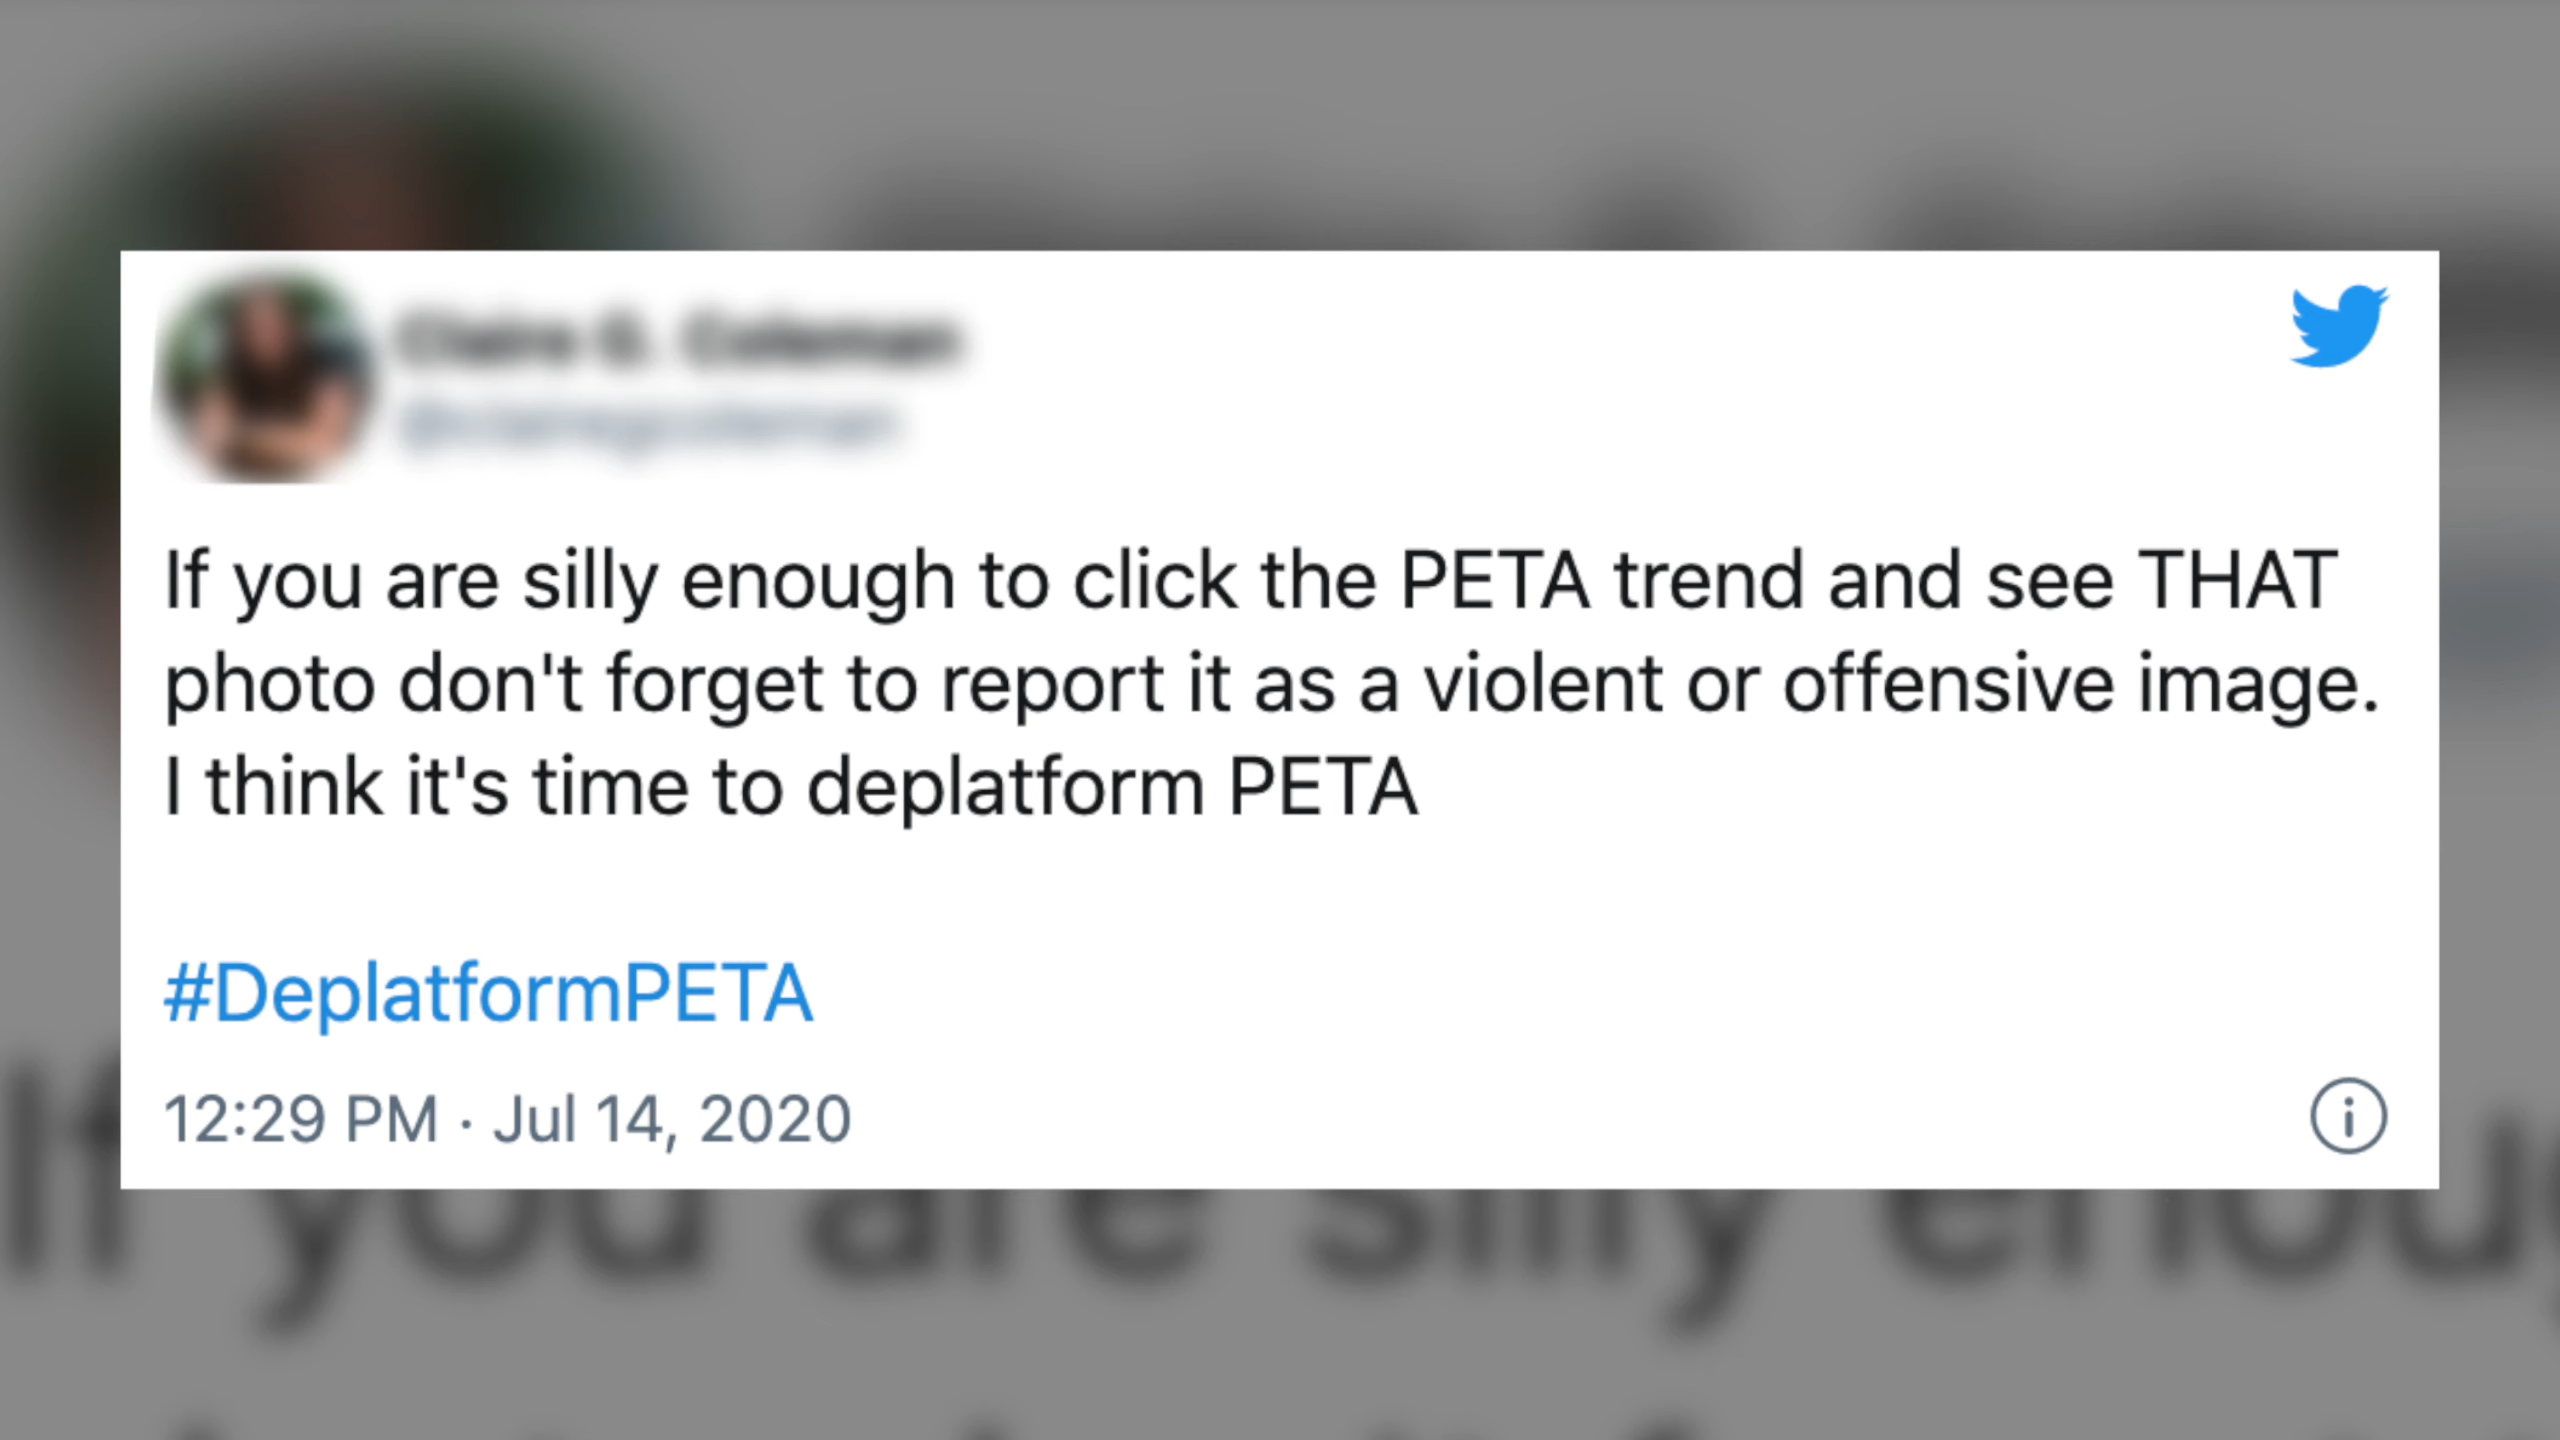 If you are silly enough to click the PETA trend and see THAT
photo don't forget to report it as a violent or offensive image.
I think it's time to deplatform PETA
#DeplatformPETA
12:29 PM · Jul 14, 2020